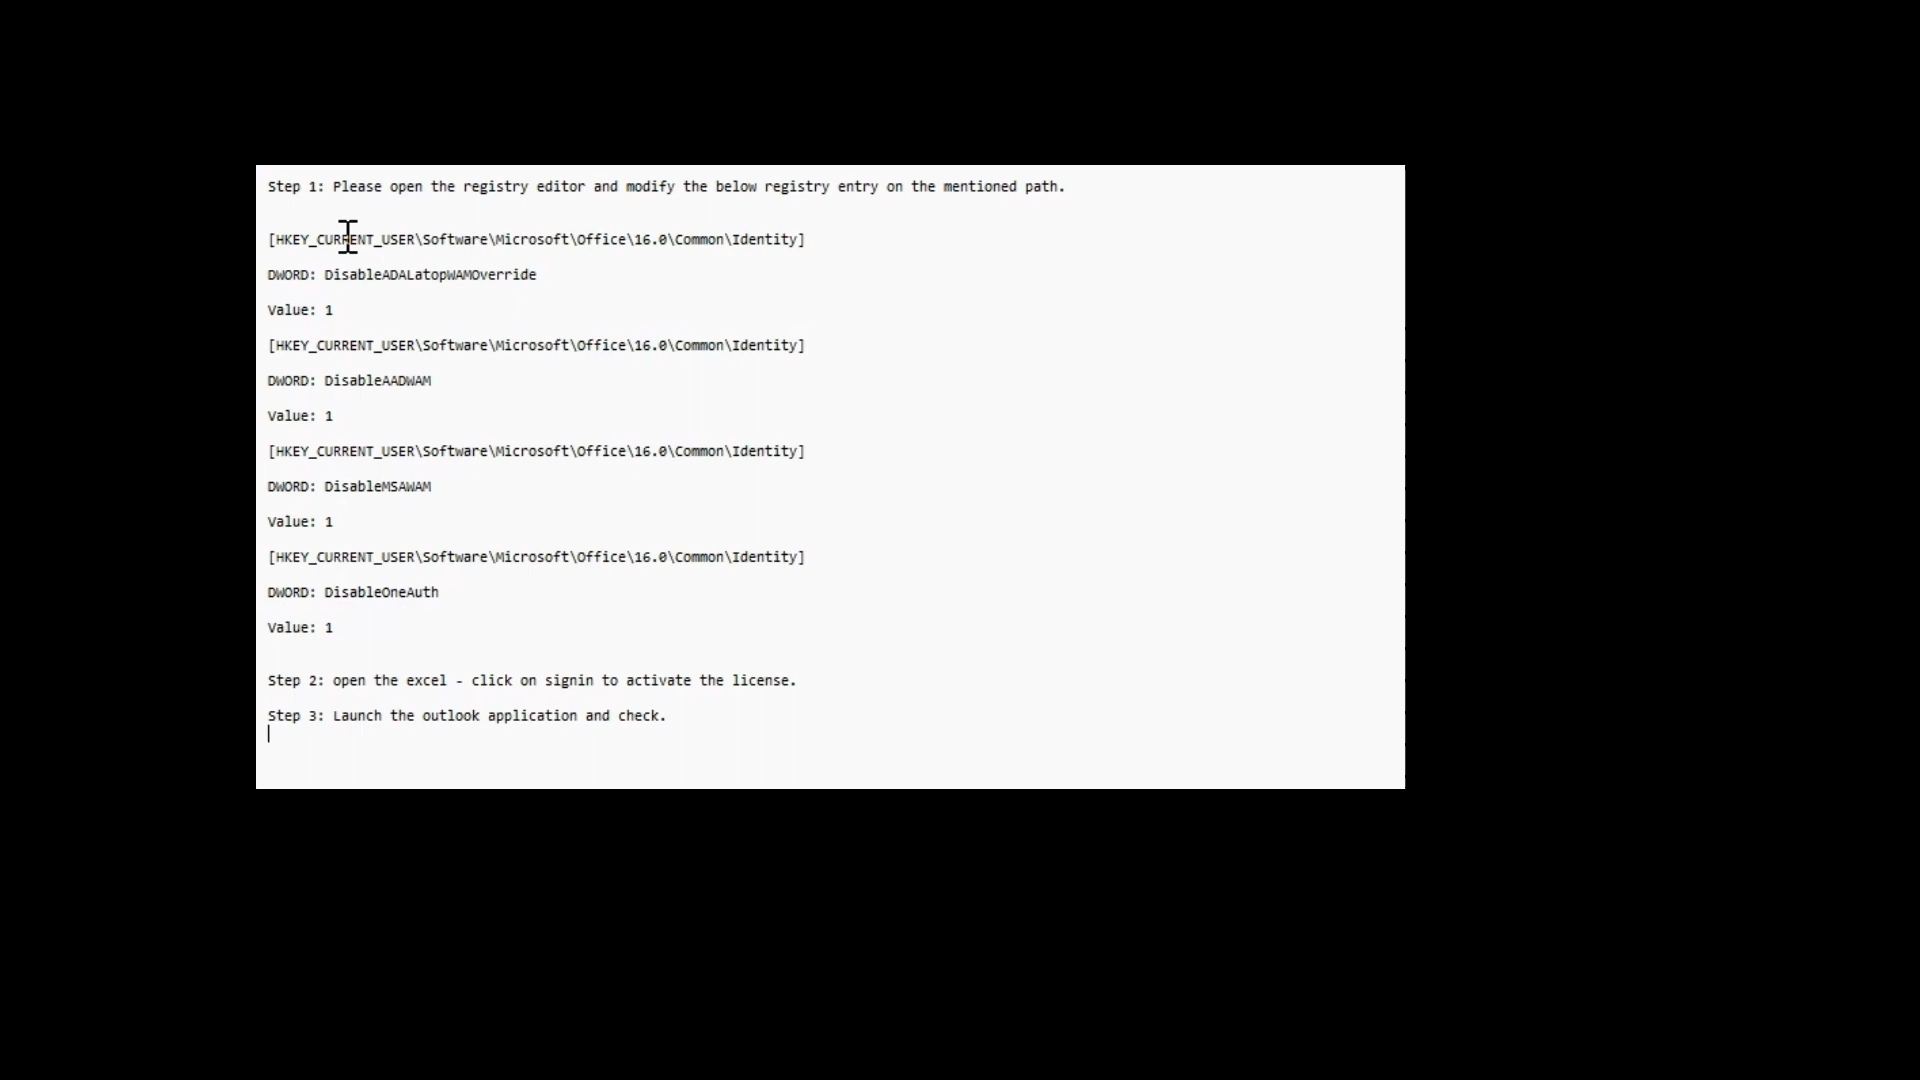 Step 1: Please open the registry editor and modify the below registry entry on the mentioned path.
[HKEY_CURRENT_USER\Software\Microsoft\Office\16.0\Common\Identity]
DWORD: DisableADALatopWAMOverride
Value: 1
[HKEY_CURRENT_USER\Software\Microsoft\Office\16.0\Common\Identity]
DWORD: DisableAADWAM
Value: 1
[HKEY_CURRENT_USER\Software\Microsoft\Office\16.0\Common\Identity]
DWORD: DisableMSAWAM
Value: 1
[HKEY_CURRENT_USER\Software\Microsoft\Office\16.0\Common\Identity]
DWORD: DisableOneAuth
Value: 1
Step 2: open the excel - click on signin to activate the license.
Step 3: Launch the outlook application and check.